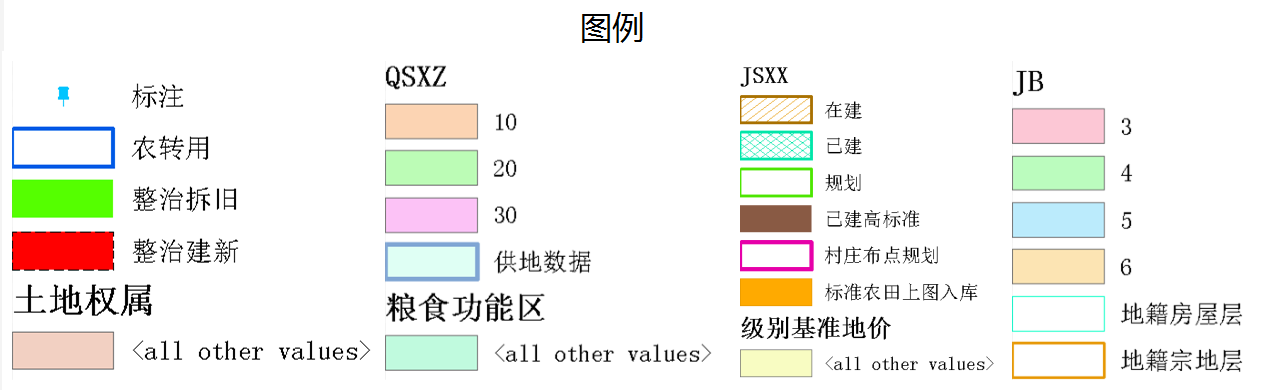 图例
标注
农转用
整治拆旧
整治建新
土地权属
<all other values>
QSXZ
10
20
30
供地数据
粮食功能区
<all other values>
JSXX
在建
已建
规划
已建高标准
村庄布点规划
标准农田上图入库
级别基准地价
<all other values>
JB
3
4
5
6
地籍房屋层
地籍宗地层